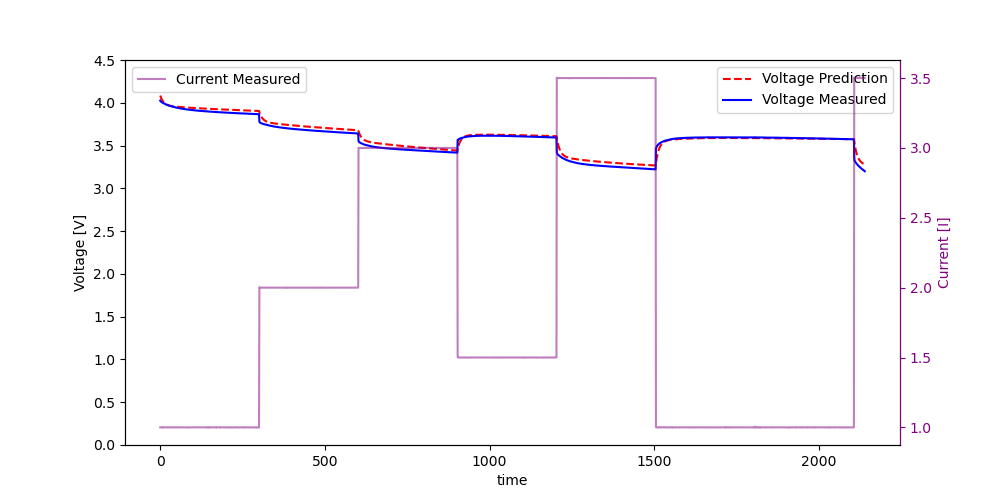 Current Measured
Voltage Prediction
Voltage Measured
Voltage [V]
4.5
4.0
3.5
3.0
2.5
2.0
1.5
1.0
0.5
0.0
3.5
3.0
2.5
2.0
1.5
1.0
Current [I]
0 500 1000 1500 2000
time